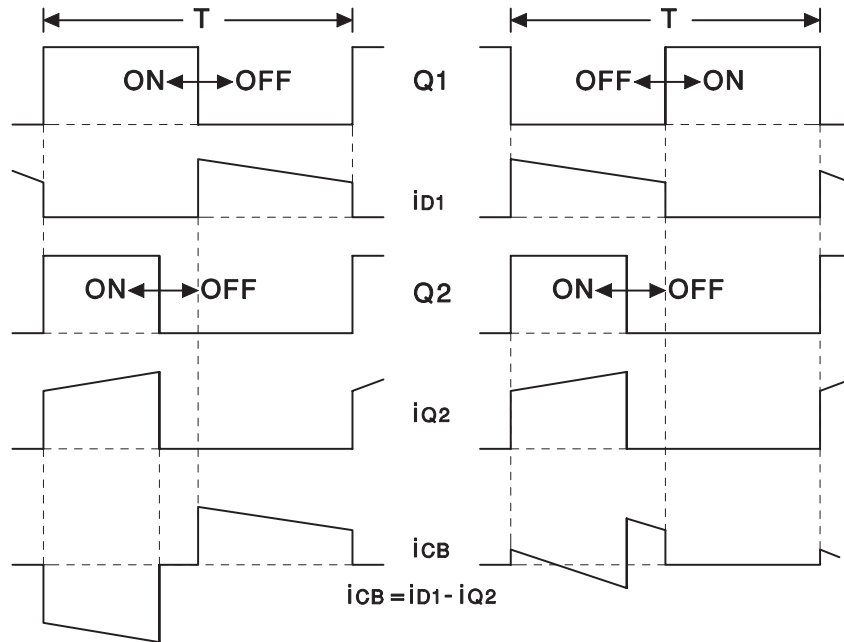 T T
ON OFF Q1 OFF ON
iD1
ON OFF Q2 ON OFF
iQ2
iCB
iCB = iD1 - iQ2